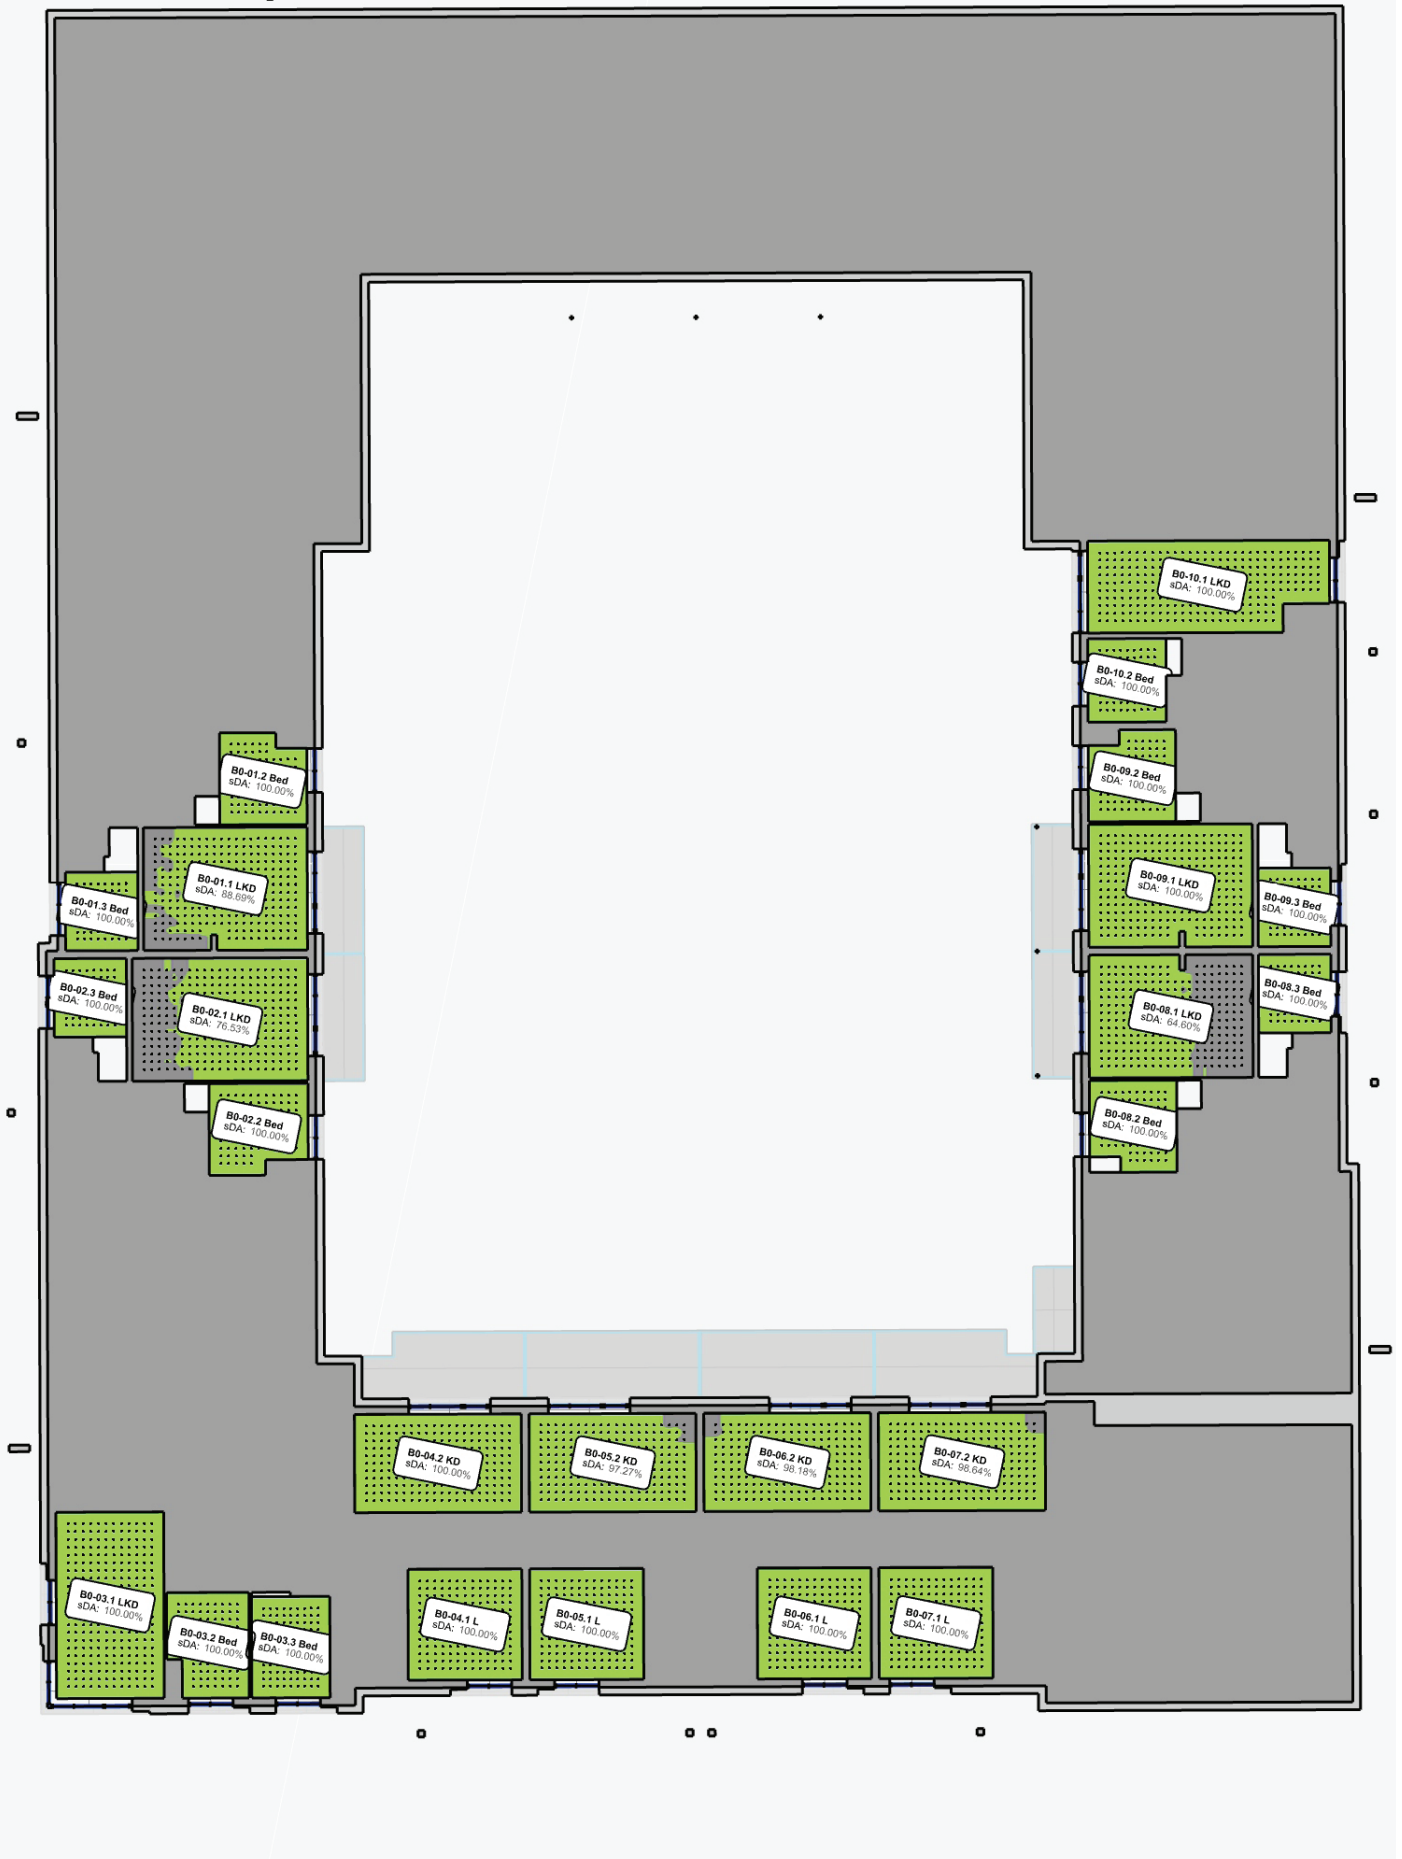 B0-10.1 LKD
sDA: 100.00%
B0-10.2 Bed
sDA: 100.00%
B0-01.2 Bed
sDA: 100.00%
B0-09.2 Bed
sDA: 100.00%
B0-01.1 LKD
sDA: 88.69%
B0-01.3 Bed
sDA: 100.00%
B0-09.1 LKD
sDA: 100.00%
B0-09.3 Bed
sDA: 100.00%
B0-02.3 Bed
sDA: 100.00%
B0-02.1 LKD
sDA: 76.53%
B0-08.1 LKD
sDA: 64.60%
B0-08.3 Bed
sDA: 100.00%
B0-02.2 Bed
sDA: 100.00%
B0-08.2 Bed
sDA: 100.00%
B0-04.2 KD
sDA: 100.00%
B0-05.2 KD
sDA: 97.27%
B0-06.2 KD
sDA: 98.18%
B0-07.2 KD
sDA: 98.64%
B0-03.1 LKD
sDA: 100.00%
B0-03.2 Bed
sDA: 100.00%
B0-03.3 Bed
sDA: 100.00%
B0-04.1 L
sDA: 100.00%
B0-05.1 L
sDA: 100.00%
B0-06.1 L
sDA: 100.00%
B0-07.1 L
sDA: 100.00%